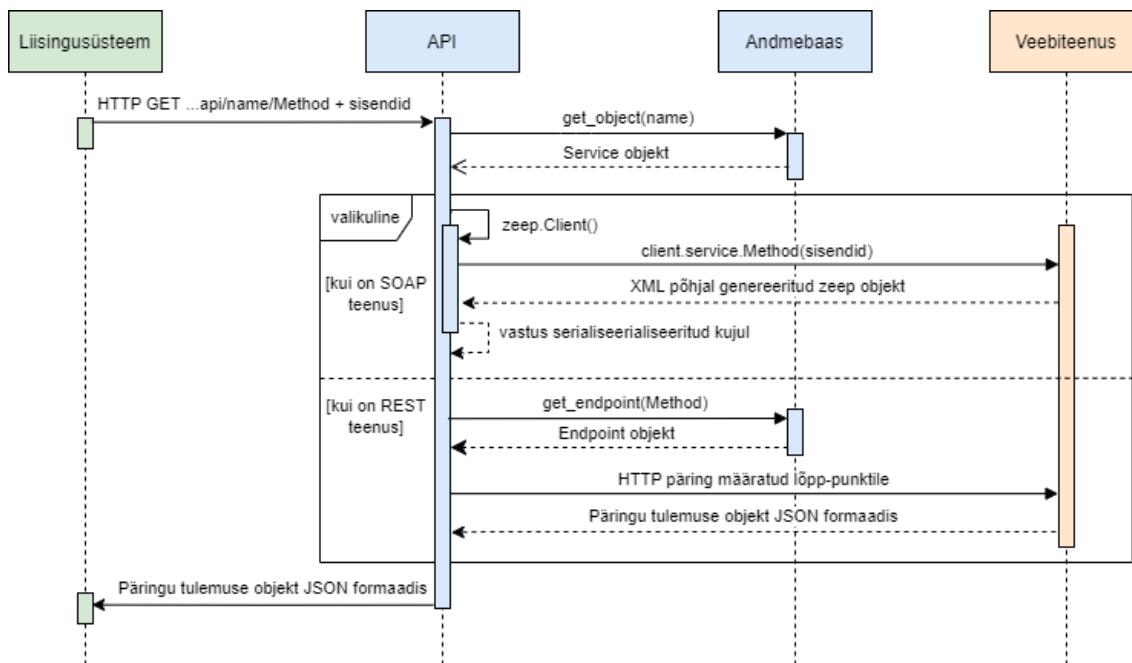 Liisingusüsteem
API
Andmebaas
Veebiteenus
HTTP GET ...api/name/Method + sisendid
get_object(name)
Service objekt
valikuline
zeep.Client()
client.service.Method(sisendid)
[kui on SOAP
teenus]
XML põhjal genereeritud zeep objekt
vastus serialiseerialiseeritud kujul
[kui on REST
teenus]
get_endpoint(Method)
Endpoint objekt
HTTP päring määratud lõpp-punktile
Päringu tulemuse objekt JSON formaadis
Päringu tulemuse objekt JSON formaadis